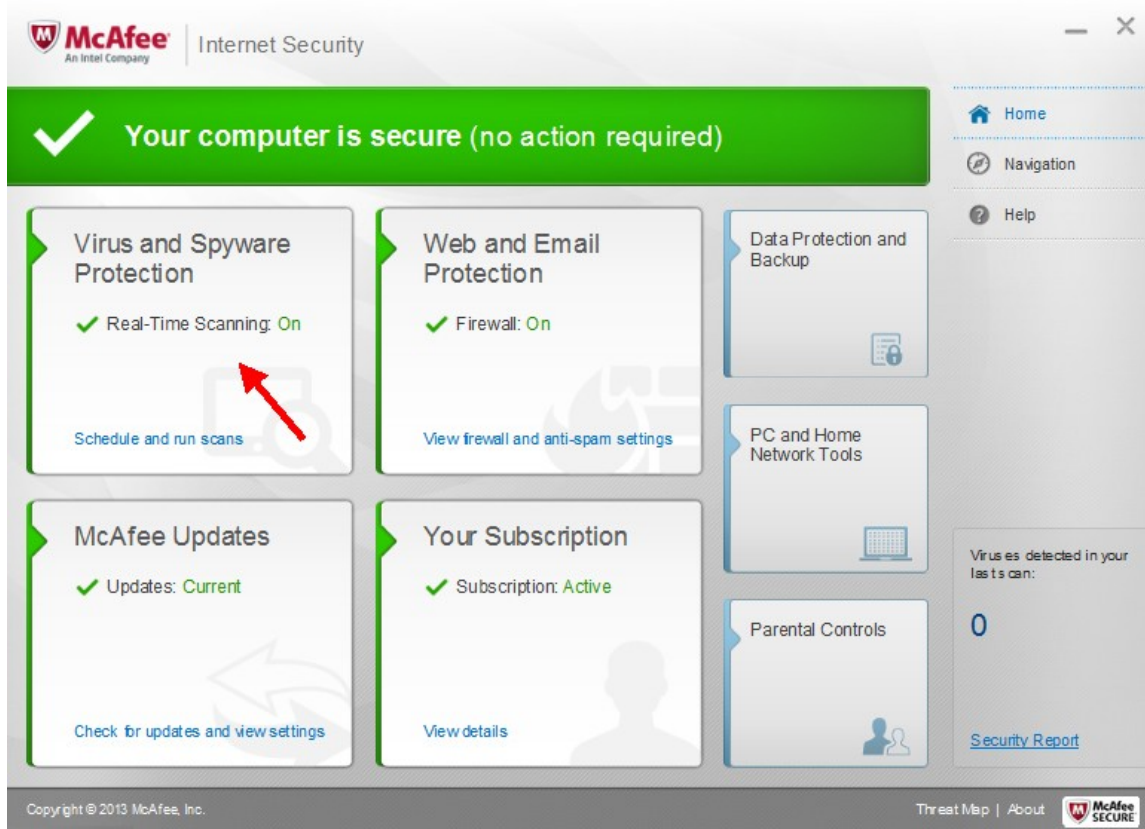 McAfee
An Intel Company
Internet Security
Your computer is secure (no action required)
Home
Navigation
Help
Virus and Spyware
Protection
Real-Time Scanning: On
Schedule and run scans
Web and Email
Protection
Firewall: On
View firewall and anti-spam settings
Data Protection and
Backup
PC and Home
Network Tools
McAfee Updates
Updates: Current
Check for updates and view settings
Your Subscription
Subscription: Active
View details
Parental Controls
Viruses detected in your
last scan:
0
Security Report
Copyright © 2013 McAfee, Inc.
Threat Map | About
McAfee
SECURE